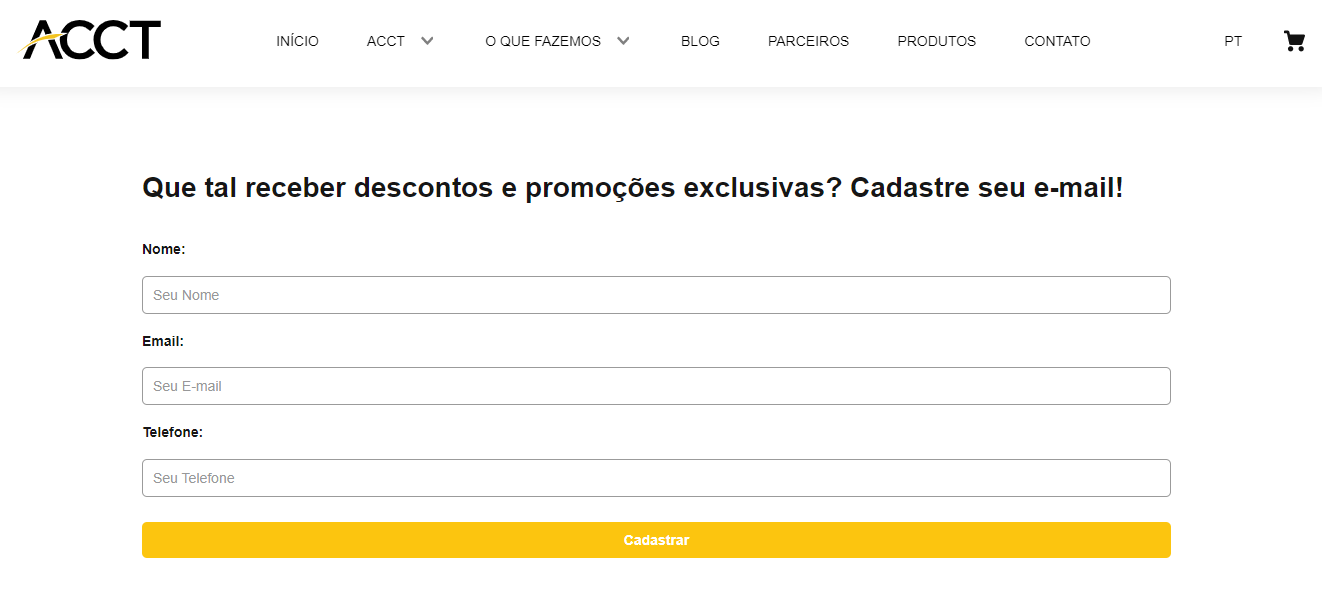 ACCT
INÍCIO ACCT O QUE FAZEMOS BLOG PARCEIROS PRODUTOS CONTATO PT
Que tal receber descontos e promoções exclusivas? Cadastre seu e-mail!
Nome:
Seu Nome
Email:
Seu E-mail
Telefone:
Seu Telefone
Cadastrar